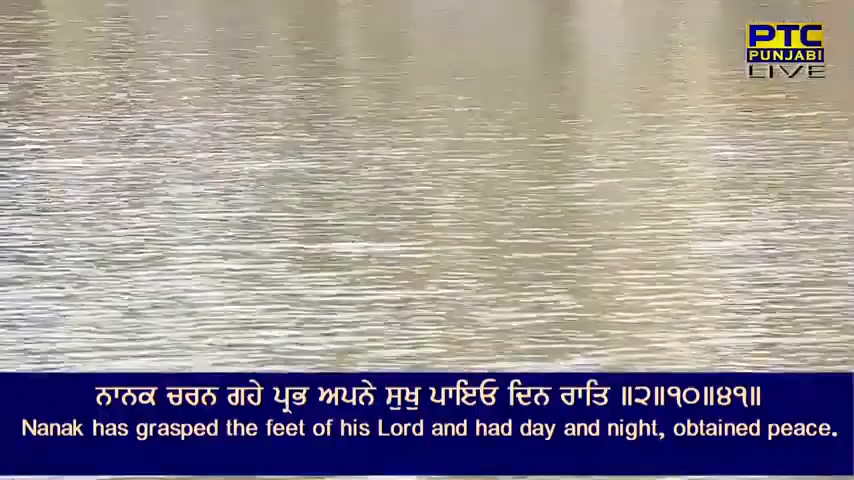 PTC
PUNJABI
LIVE
ਨਾਨਕ ਚਰਨ ਗਹੇ ਪ੍ਰਭ ਅਪਨੇ ਸੁਖੁ ਪਾਇਓ ਦਿਨ ਰਾਤਿ ॥੨॥੧੦॥੪੧॥
Nanak has grasped the feet of his Lord and had day and night, obtained peace.